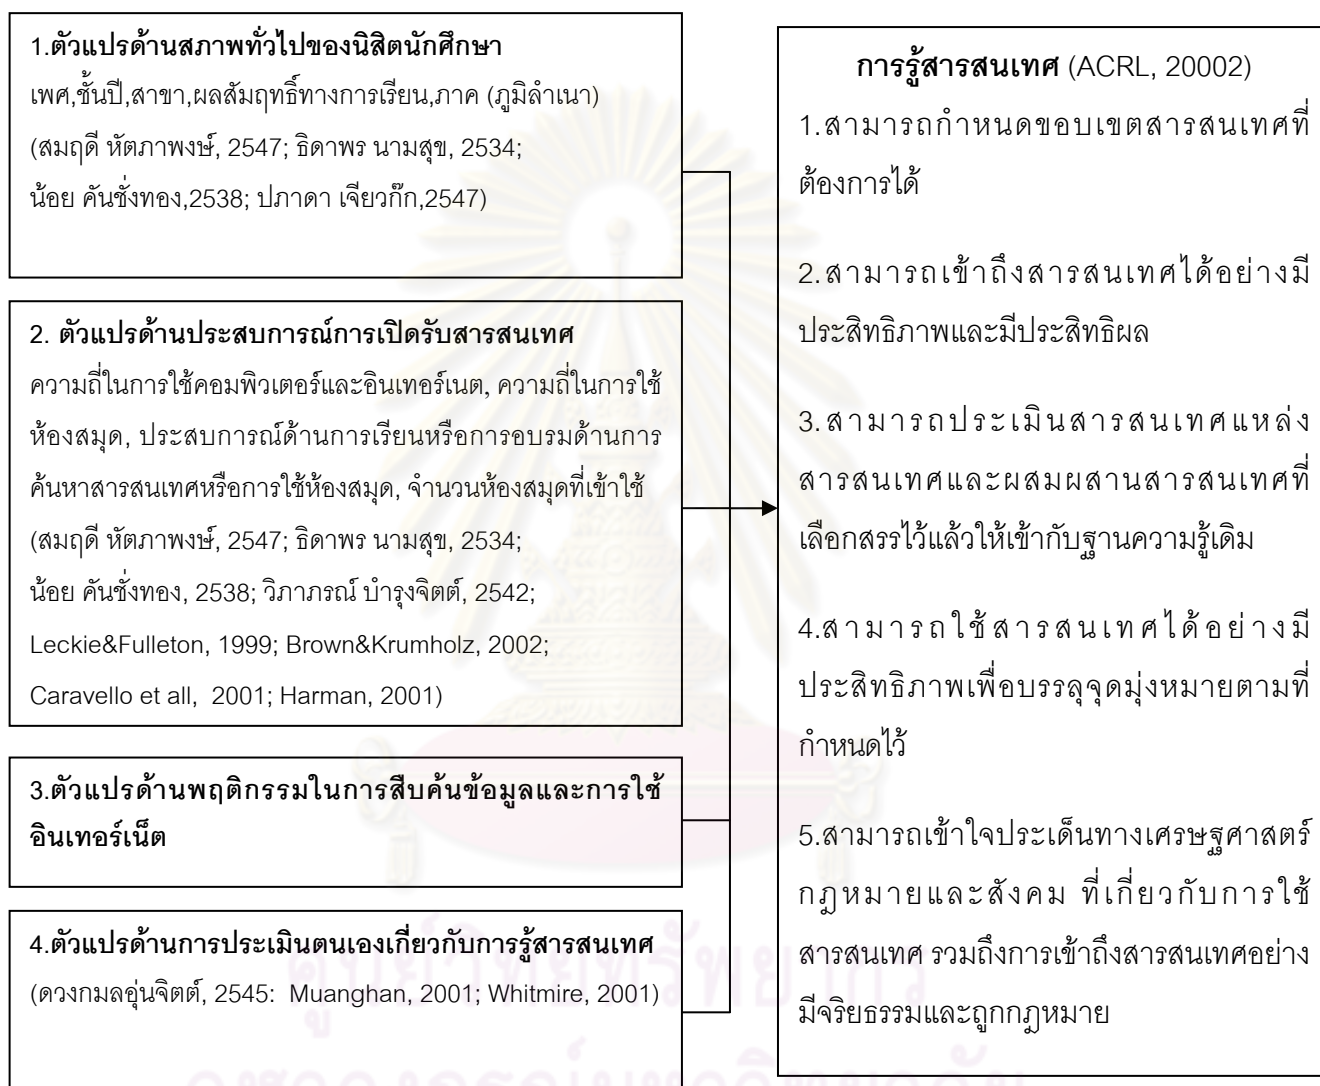 1.ตัวแปรด้านสภาพทั่วไปของนิสิตนักศึกษา
เพศ,ชั้นปี,สาขา,ผลสัมฤทธิ์ทางการเรียน,ภาค (ภูมิลำเนา)
(สมฤดี หัตภาพงษ์, 2547; ธิดาพร นามสุข, 2534;
น้อย คันชั่งทอง,2538; ปภาดา เจียวก๊ก,2547)
2. ตัวแปรด้านประสบการณ์การเปิดรับสารสนเทศ
ความถี่ในการใช้คอมพิวเตอร์และอินเทอร์เนต, ความถี่ในการใช้
ห้องสมุด, ประสบการณ์ด้านการเรียนหรือการอบรมด้านการ
ค้นหาสารสนเทศหรือการใช้ห้องสมุด, จำนวนห้องสมุดที่เข้าใช้
(สมฤดี หัตภาพงษ์, 2547; ธิดาพร นามสุข, 2534;
น้อย คันชั่งทอง, 2538; วิภาภรณ์ บำรุงจิตต์, 2542;
Leckie&Fulleton, 1999; Brown&Krumholz, 2002;
Caravello et all, 2001; Harman, 2001)
3.ตัวแปรด้านพฤติกรรมในการสืบค้นข้อมูลและการใช้
อินเทอร์เน็ต
4.ตัวแปรด้านการประเมินตนเองเกี่ยวกับการรู้สารสนเทศ
(ดวงกมลอุ่นจิตต์, 2545: Muanghan, 2001; Whitmire, 2001)
การรู้สารสนเทศ (ACRL, 20002)
1.สามารถกำหนดขอบเขตสารสนเทศที่
ต้องการได้
2.สามารถเข้าถึงสารสนเทศได้อย่างมี
ประสิทธิภาพและมีประสิทธิผล
3.สามารถประเมินสารสนเทศแหล่ง
สารสนเทศและผสมผสานสารสนเทศที่
เลือกสรรไว้แล้วให้เข้ากับฐานความรู้เดิม
4.สามารถใช้สารสนเทศได้อย่างมี
ประสิทธิภาพเพื่อบรรลุจุดมุ่งหมายตามที่
กำหนดไว้
5.สามารถเข้าใจประเด็นทางเศรษฐศาสตร์
กฎหมายและสังคม ที่เกี่ยวกับการใช้
สารสนเทศ รวมถึงการเข้าถึงสารสนเทศอย่าง
มีจริยธรรมและถูกกฎหมาย
ศูนย์วิทยทรัพยากร
จุฬาลงกรณ์มหาวิทยาลัย